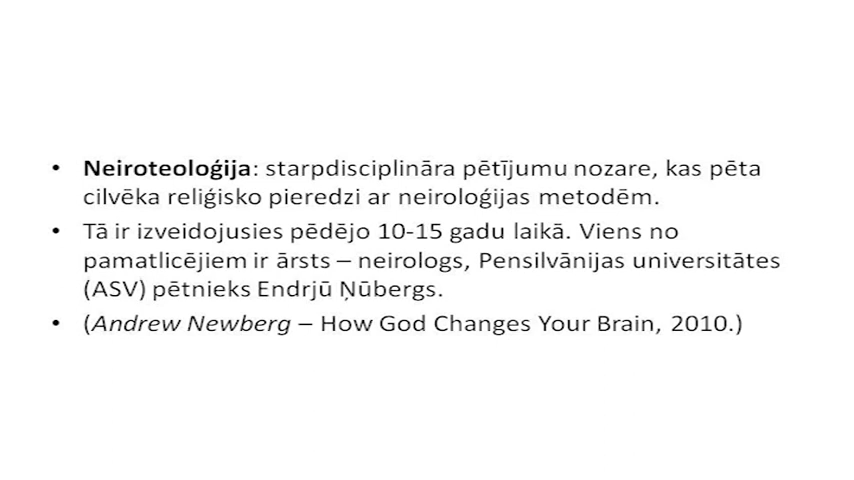 • Neiroteoloģija: starpdisciplināra pētījumu nozare, kas pēta
cilvēka reliģisko pieredzi ar neiroloģijas metodēm.
• Tā ir izveidojusies pēdējo 10-15 gadu laikā. Viens no
pamatlicējiem ir ārsts – neirologs, Pensilvānijas universitātes
(ASV) pētnieks Endrjū Ņūbergs.
• (Andrew Newberg – How God Changes Your Brain, 2010.)